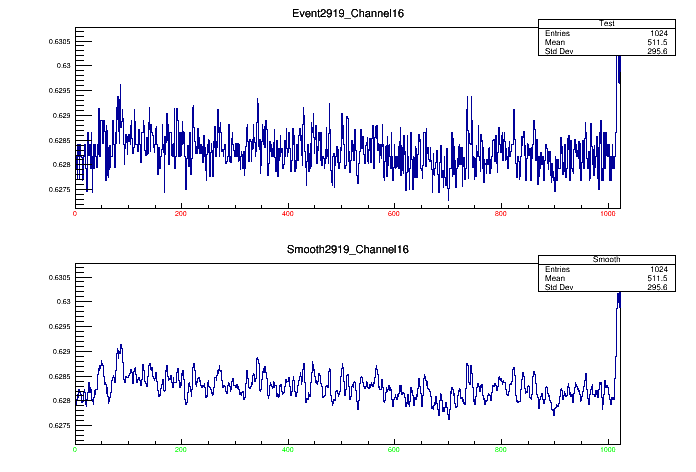 Event2919_Channel16
Test
Entries 1024
Mean 511.5
Std Dev 295.6
0.6305
0.63
0.6295
0.629
0.6285
0.628
0.6275
0 200 400 600 800 1000
Smooth2919_Channel16
Smooth
Entries 1024
Mean 511.5
Std Dev 295.6
0.6305
0.63
0.6295
0.629
0.6285
0.628
0.6275
0 200 400 600 800 1000